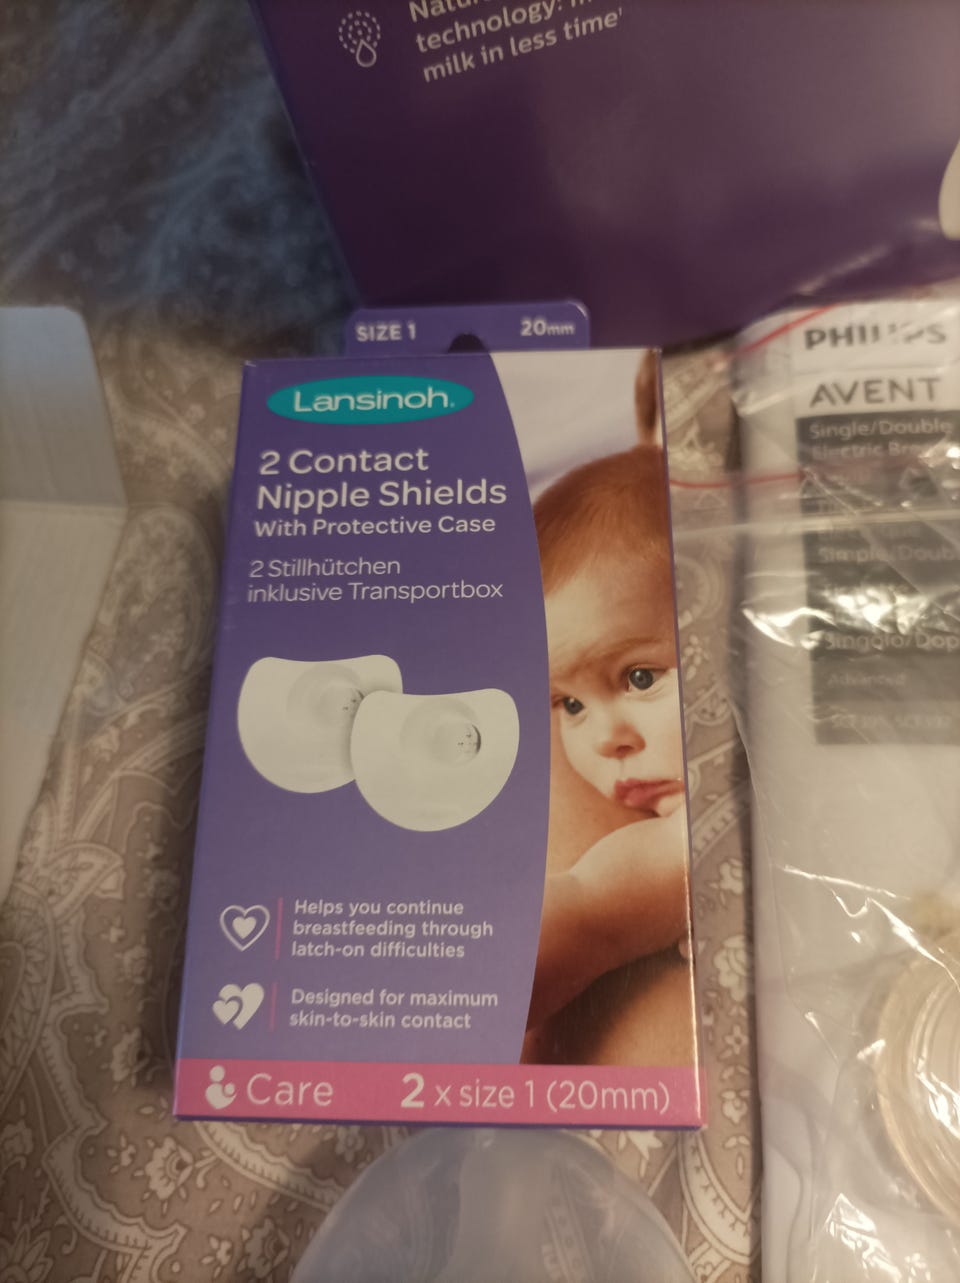 technology:
milk in less time
SIZE 1 20mm
Lansinoh®
2 Contact
Nipple Shields
With Protective Case
2 Stillhütchen
inklusive Transportbox
Helps you continue
breastfeeding through
latch-on difficulties
Designed for maximum
skin-to-skin contact
Care 2 x size 1 (20mm)
PHILIPS
AVENT
Single/Double
Electric
Advanced